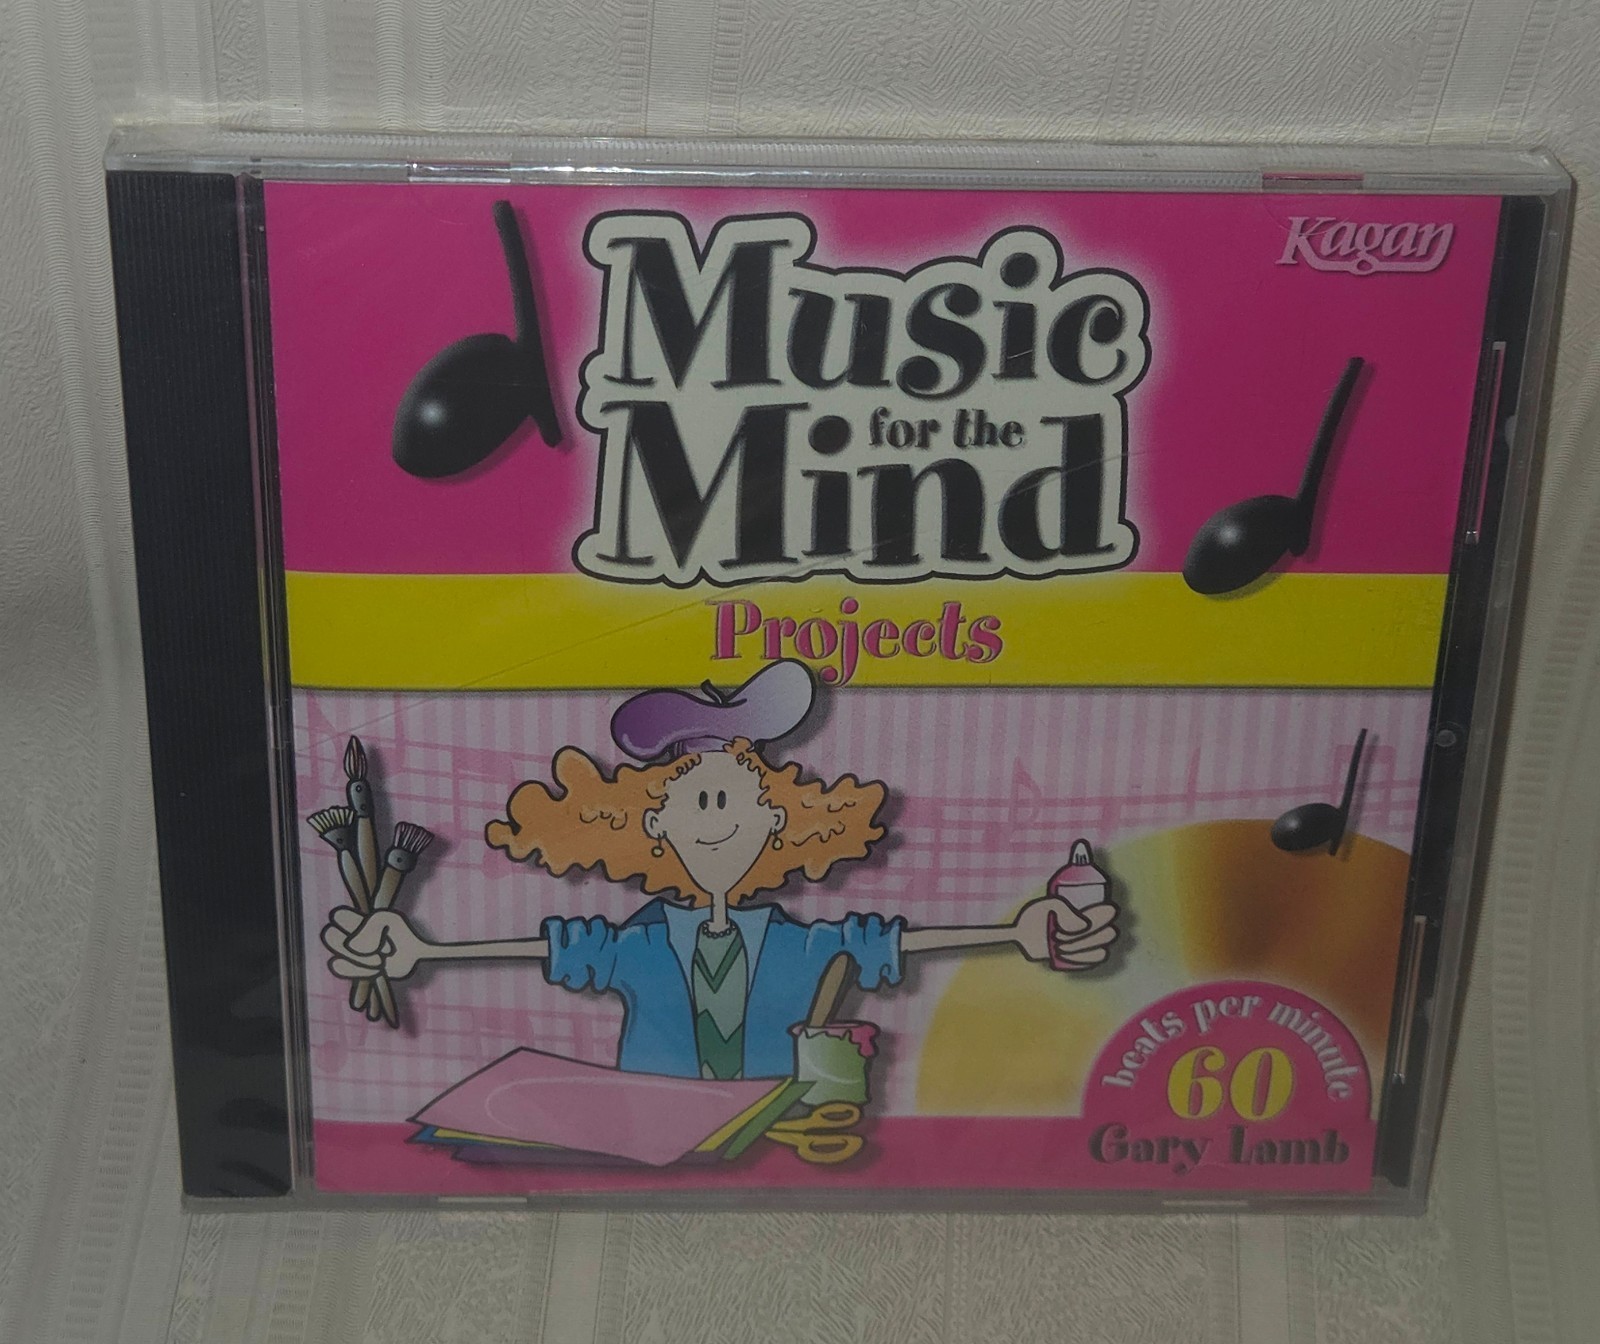 Kagan
Music
for the
Mind
Projects
beats per minute
60
Gary Lamb